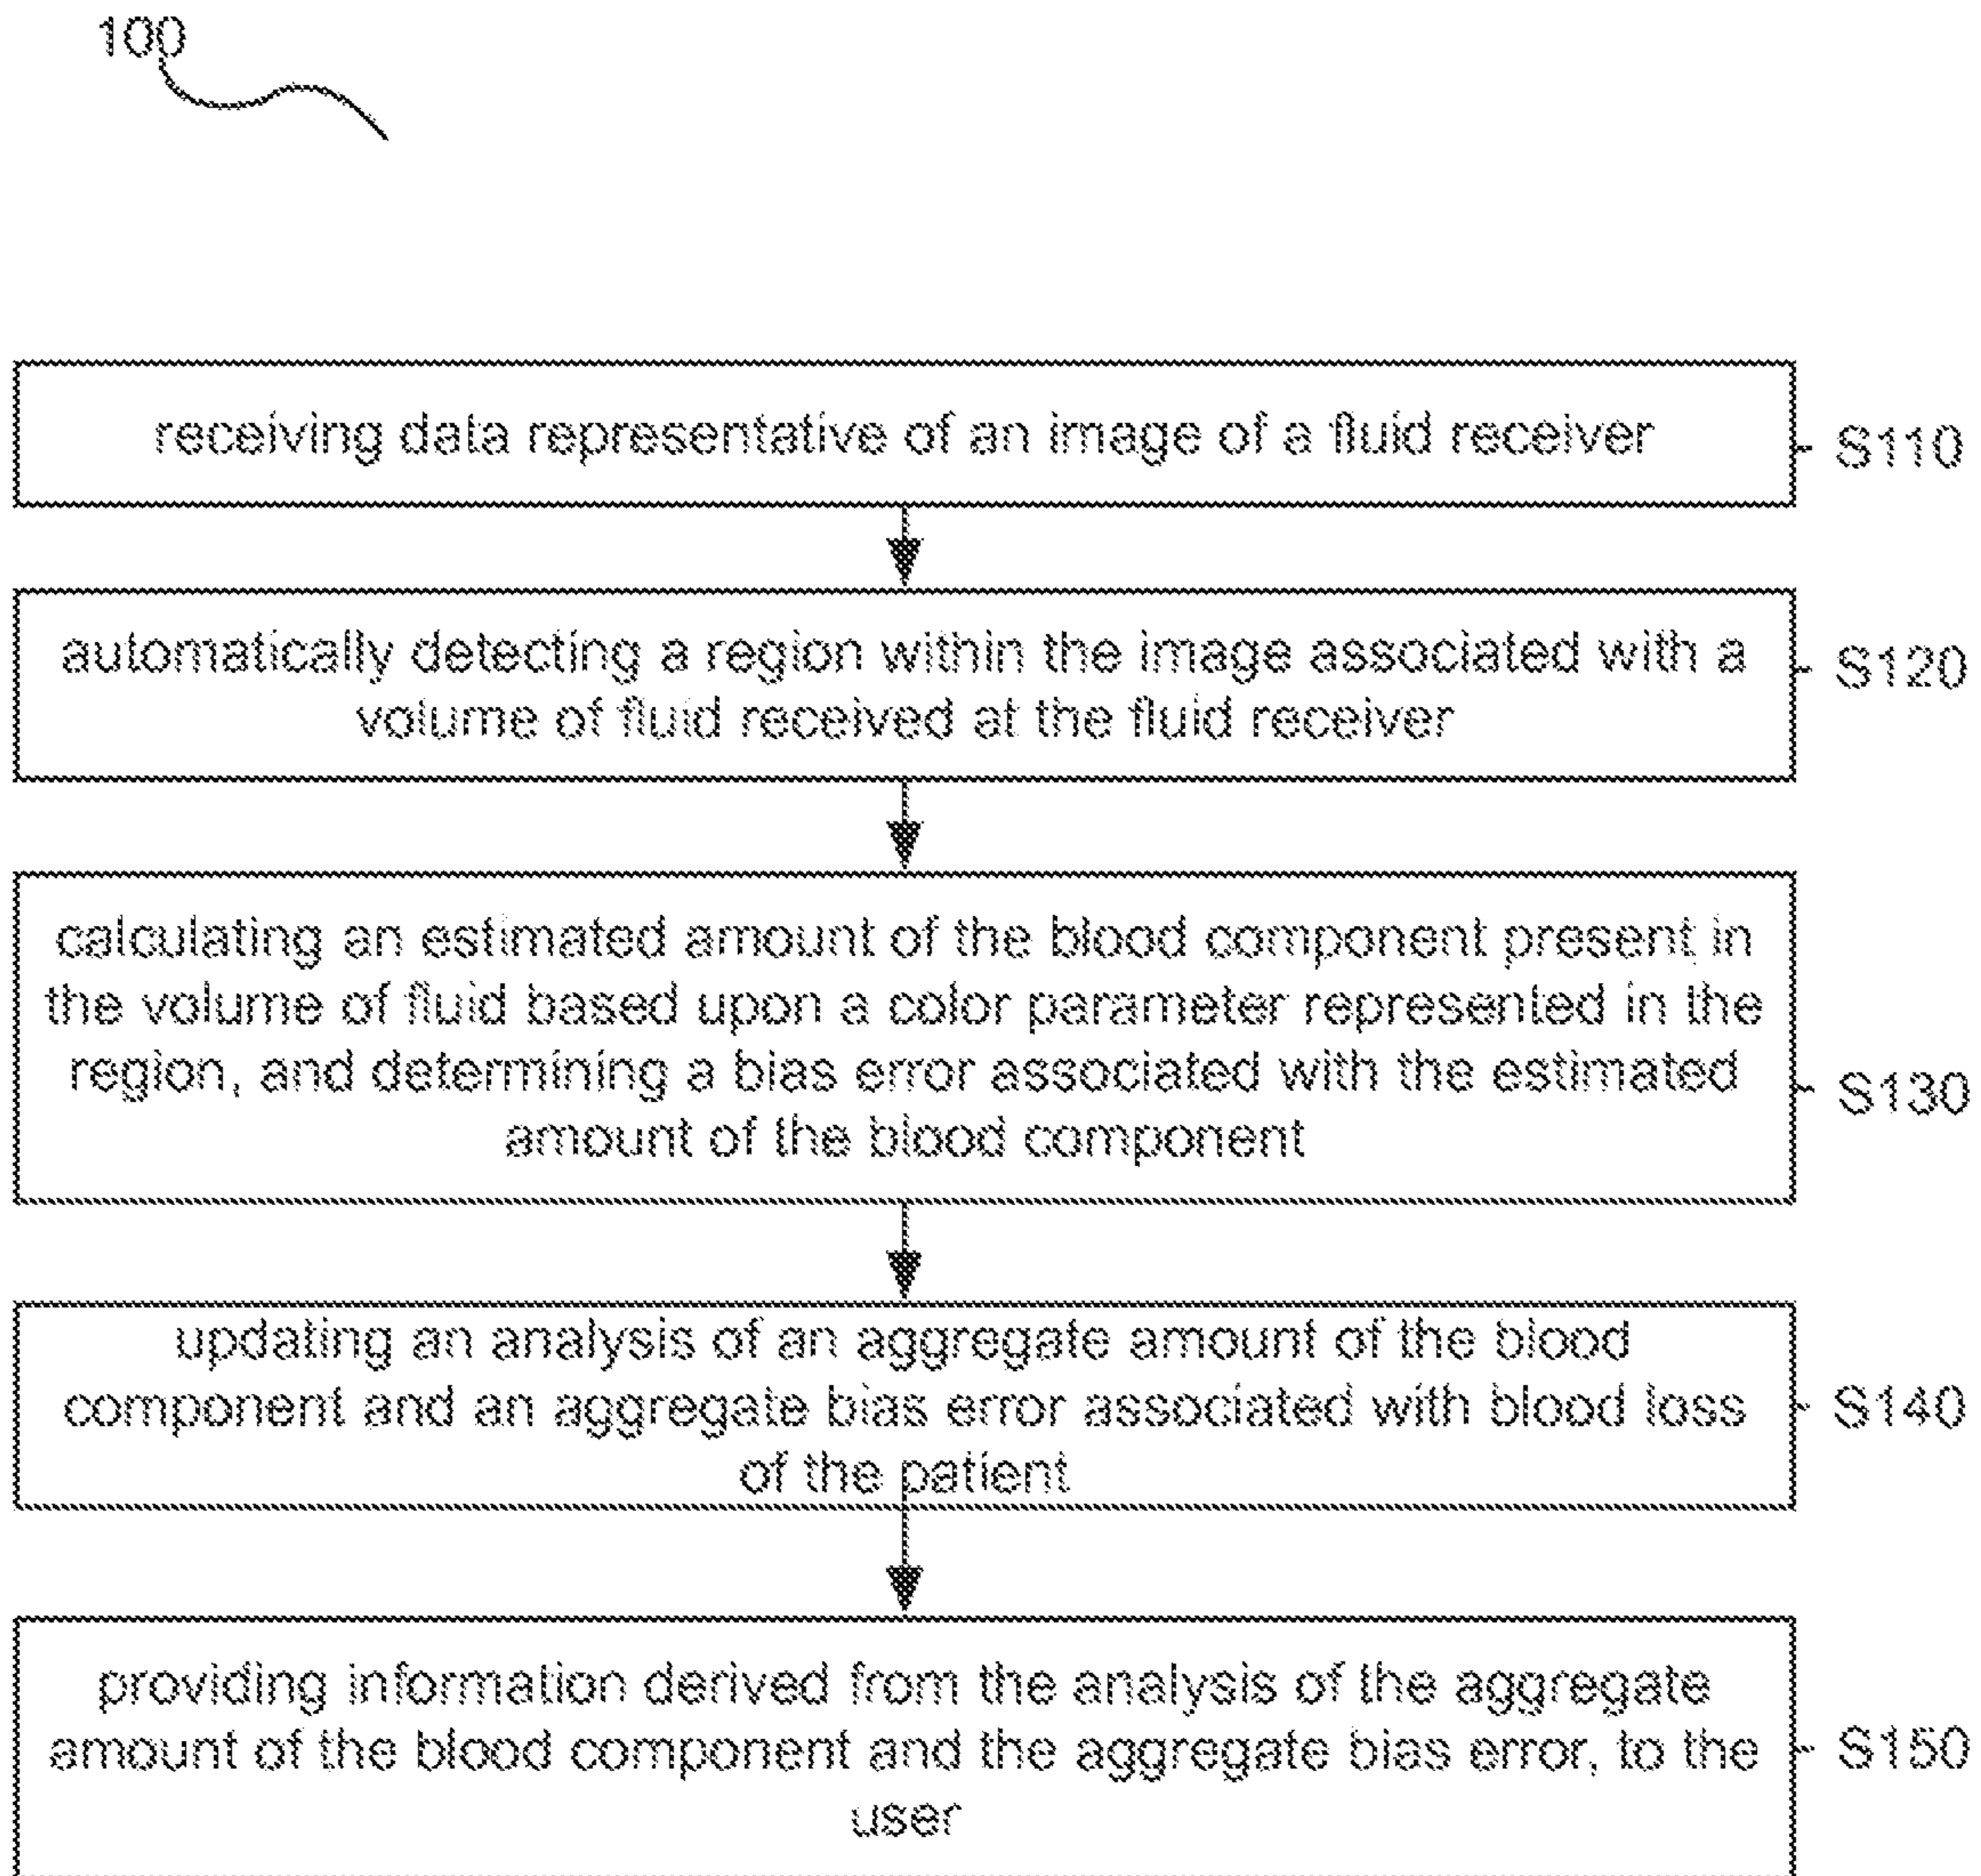 100
receiving data representative of an image of a fluid receiver
S110
automatically detecting a region within the image associated with a
volume of fluid received at the fluid receiver
S120
calculating an estimated amount of the blood component present in
the volume of fluid based upon a color parameter represented in the
region, and determining a bias error associated with the estimated
amount of the blood component
S130
updating an analysis of an aggregate amount of the blood
component and an aggregate bias error associated with blood loss
of the patient
S140
providing information derived from the analysis of the aggregate
amount of the blood component and the aggregate bias error, to the
user
S150